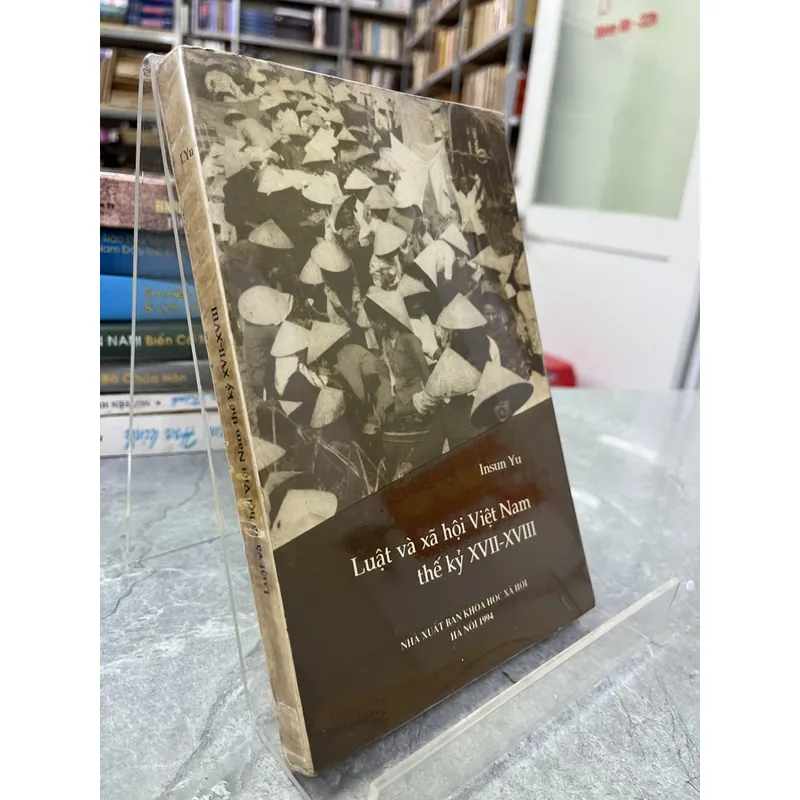 Insun Yu
Luật và xã hội Việt Nam
thế kỷ XVII-XVIII
NHÀ XUẤT BẢN KHOA HỌC XÃ HỘI
HÀ NỘI 1994
I.Yu
Luật và xã hội Việt Nam thế kỷ XVII-XVIII